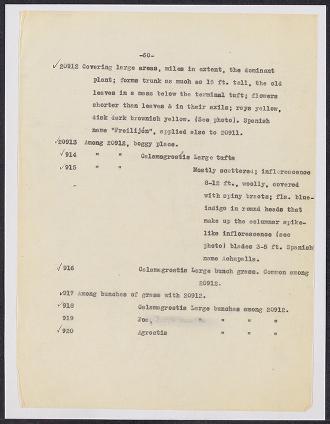 -60-
✓20912 Covering large areas, miles in extent, the dominant
plant; forms trunk as much as 15 ft. tall, the old
leaves in a mass below the terminal tuft; flowers
shorter than leaves & in their axils; rays yellow,
disk dark brownish yellow. (See photo). Spanish
name "Frailijón", applied also to 20911.
✓20913 Among 20912, boggy place.
✓914 " " Calamagrostis Large tufts
✓915 " " Mostly scattered; inflorescence
8-12 ft., woolly, covered
with spiny bracts; fls. blue-
indigo in round heads that
make up the columnar spike-
like inflorescence (see
photo) blades 3-5 ft. Spanish
name Achupalla.
✓916 Calamagrostis Large bunch grass. Common among
20912.
✓917 Among bunches of grass with 20912.
✓918 Calamagrostis Large bunches among 20912.
919 Poa, " " " "
✓920 Agrostis " " "